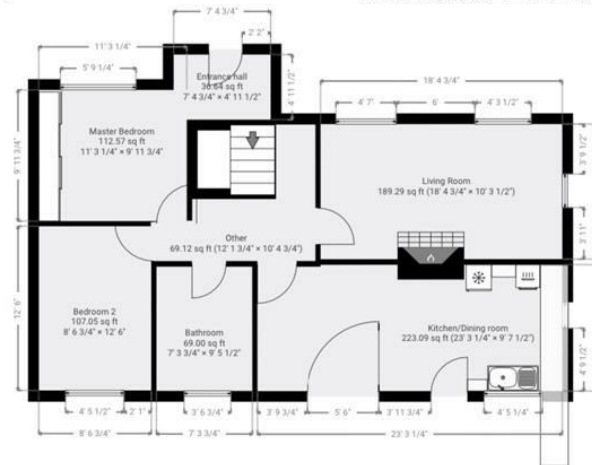 7' 4 3/4"
2' 2"
11' 3 1/4"
5' 9 1/4"
Entrance hall
36.64 sq ft
7' 4 3/4" × 4' 11 1/2"
4' 11 1/2"
18' 4 3/4"
4' 7"
6'
4' 3 1/2"
Master Bedroom
112.57 sq ft
11' 3 1/4" × 9' 11 3/4"
9' 11 3/4"
3' 9 1/2"
Living Room
189.29 sq ft (18' 4 3/4" × 10' 3 1/2")
3' 11"
Other
69.12 sq ft (12' 1 3/4" × 10' 4 3/4")
12' 6"
Bedroom 2
107.05 sq ft
8' 6 3/4" × 12' 6"
Bathroom
69.00 sq ft
7' 3 3/4" × 9' 5 1/2"
Kitchen/Dining room
223.09 sq ft (23' 3 1/4" × 9' 7 1/2")
4' 9 1/2"
4' 5 1/2"
2' 1"
3' 6 3/4"
3' 9 3/4"
5' 6"
3' 11 3/4"
4' 5 1/4"
8' 6 3/4"
7' 3 3/4"
23' 3 1/4"